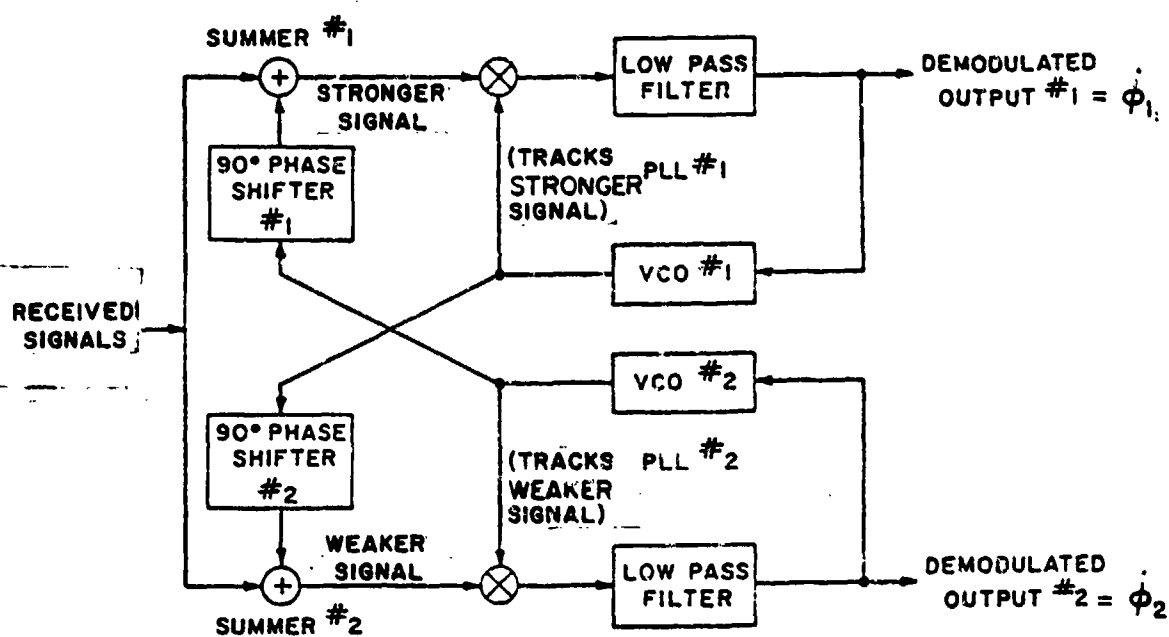 SUMMER #1
STRONGER
SIGNAL
LOW PASS
FILTER
DEMODULATED
OUTPUT #1 = φ̇1
90° PHASE
SHIFTER
#1
(TRACKS
STRONGER
SIGNAL)
PLL #1
VCO #1
RECEIVED
SIGNALS
VCO #2
90° PHASE
SHIFTER
#2
(TRACKS
WEAKER
SIGNAL)
PLL #2
WEAKER
SIGNAL
LOW PASS
FILTER
DEMODULATED
OUTPUT #2 = φ̇2
SUMMER #2